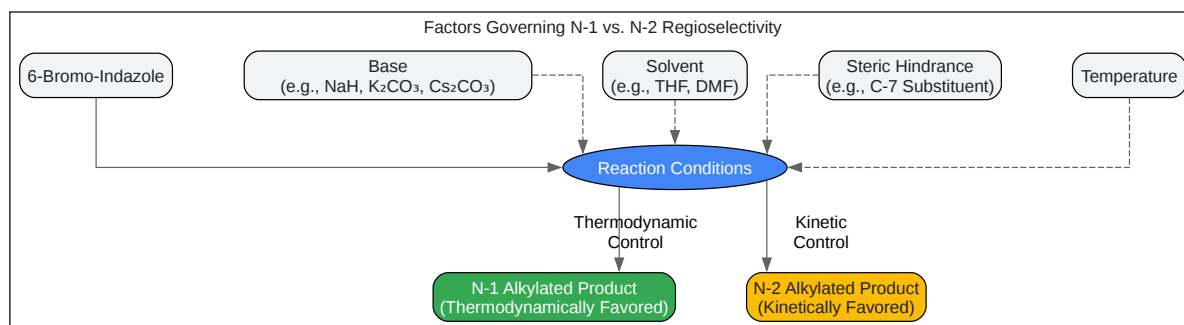 Factors Governing N-1 vs. N-2 Regioselectivity
6-Bromo-Indazole
Base
(e.g., NaH, K₂CO₃, Cs₂CO₃)
Solvent
(e.g., THF, DMF)
Steric Hindrance
(e.g., C-7 Substituent)
Temperature
Reaction Conditions
Thermodynamic
Control
Kinetic
Control
N-1 Alkylated Product
(Thermodynamically Favored)
N-2 Alkylated Product
(Kinetically Favored)